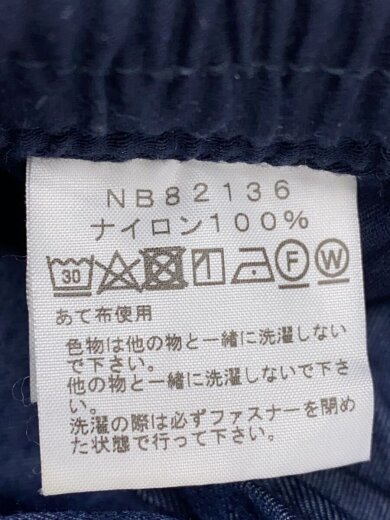 NB82136
ナイロン100%
30 F W
あて布使用
色物は他の物と一緒に洗濯しない
で下さい。
他の物と一緒に洗濯しないで下さ
い。
洗濯の際は必ずファスナーを閉め
た状態で行って下さい。